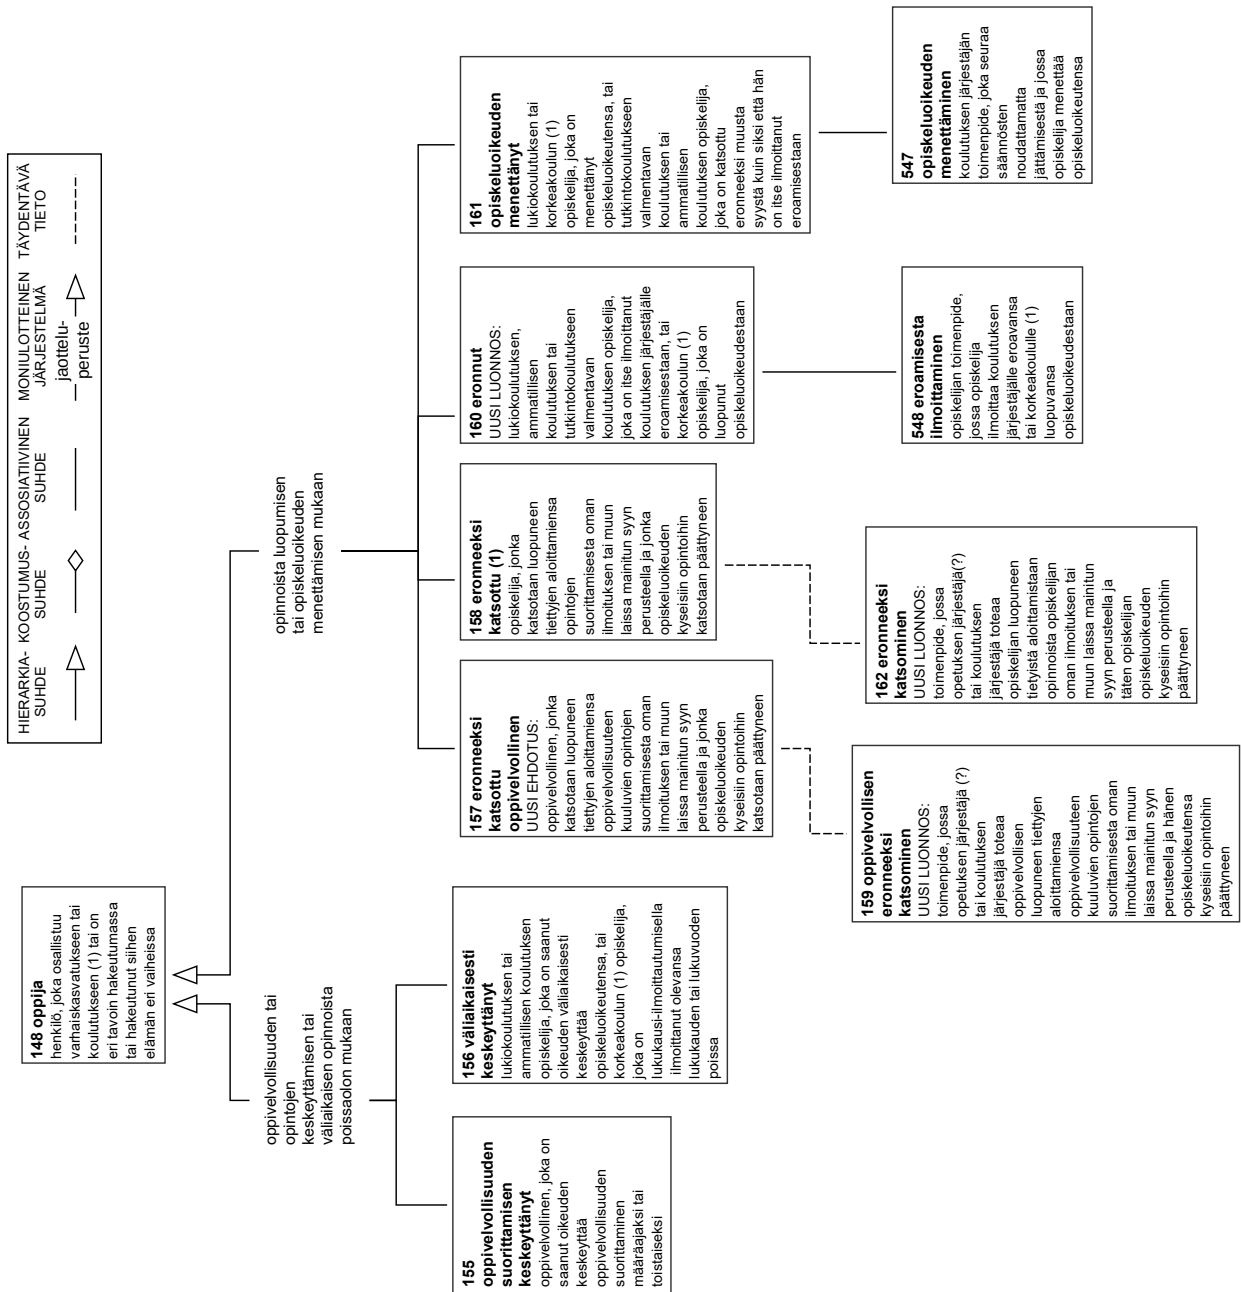 HIERARKIA-
SUHDE
KOOSTUMUS-
SUHDE
ASSOSIATIIVINEN
SUHDE
MONIULOTTEINEN
JÄRJESTELMÄ
jaottelu-
peruste
TÄYDENTÄVÄ
TIETO
148 oppija
henkilö, joka osallistuu
varhaiskasvatukseen tai
koulutukseen (1) tai on
eri tavoin hakeutumassa
tai hakeutunut siihen
elämän eri vaiheissa
oppivelvollisuuden tai
opintojen
keskeyttämisen tai
väliaikaisen opinnoista
poissaolon mukaan
opinnoista luopumisen
tai opiskeluoikeuden
menettämisen mukaan
155
oppivelvollisuuden
suorittamisen
keskeyttänyt
oppivelvollinen, joka on
saanut oikeuden
keskeyttää
oppivelvollisuuden
suorittaminen
määräajaksi tai
toistaiseksi
156 väliaikaisesti
keskeyttänyt
lukiokoulutuksen tai
ammatillisen koulutuksen
opiskelija, joka on saanut
oikeuden väliaikaisesti
keskeyttää
opiskeluoikeutensa, tai
korkeakoulun (1) opiskelija,
joka on
lukukausi-ilmoittautumisella
ilmoittanut olevansa
lukukauden tai lukuvuoden
poissa
157 eronneeksi
katsottu
oppivelvollinen
UUSI EHDOTUS:
oppivelvollinen, jonka
katsotaan luopuneen
tiettyjen aloittamiensa
oppivelvollisuuteen
kuuluvien opintojen
suorittamisesta oman
ilmoituksen tai muun
laissa mainitun syyn
perusteella ja jonka
opiskeluoikeuden
kyseisiin opintoihin
katsotaan päättyneen
158 eronneeksi
katsottu (1)
opiskelija, jonka
katsotaan luopuneen
tiettyjen aloittamiensa
opintojen
suorittamisesta oman
ilmoituksen tai muun
laissa mainitun syyn
perusteella ja jonka
opiskeluoikeuden
kyseisiin opintoihin
katsotaan päättyneen
160 eronnut
UUSI LUONNOS:
lukiokoulutuksen,
ammatillisen
koulutuksen tai
tutkintokoulutukseen
valmentavan
koulutuksen opiskelija,
joka on itse ilmoittanut
koulutuksen järjestäjälle
eroamisestaan, tai
korkeakoulun (1)
opiskelija, joka on
luopunut
opiskeluoikeudestaan
161
opiskeluoikeuden
menettänyt
lukiokoulutuksen tai
korkeakoulun (1)
opiskelija, joka on
menettänyt
opiskeluoikeutensa, tai
tutkintokoulutukseen
valmentavan
koulutuksen tai
ammatillisen
koulutuksen opiskelija,
joka on katsottu
eronneeksi muusta
syystä kuin siksi että hän
on itse ilmoittanut
eroamisestaan
159 oppivelvollisen
eronneeksi
katsominen
UUSI LUONNOS:
toimenpide, jossa
opetuksen järjestäjä (?)
tai koulutuksen
järjestäjä toteaa
oppivelvollisen
luopuneen tiettyjen
aloittamiensa
oppivelvollisuuteen
kuuluvien opintojen
suorittamisesta oman
ilmoituksen tai muun
laissa mainitun syyn
perusteella ja hänen
opiskeluoikeutensa
kyseisiin opintoihin
päättyneen
162 eronneeksi
katsominen
UUSI LUONNOS:
toimenpide, jossa
opetuksen järjestäjä(?)
tai koulutuksen
järjestäjä toteaa
opiskelijan luopuneen
tietyistä aloittamistaan
opinnoista opiskelijan
oman ilmoituksen tai
muun laissa mainitun
syyn perusteella ja
täten opiskelijan
opiskeluoikeuden
kyseisiin opintoihin
päättyneen
548 eroamisesta
ilmoittaminen
opiskelijan toimenpide,
jossa opiskelija
ilmoittaa koulutuksen
järjestäjälle eroavansa
tai korkeakoululle (1)
luopuvansa
opiskeluoikeudestaan
547
opiskeluoikeuden
menettäminen
koulutuksen järjestäjän
toimenpide, joka seuraa
säännösten
noudattamatta
jättämisestä ja jossa
opiskelija menettää
opiskeluoikeutensa